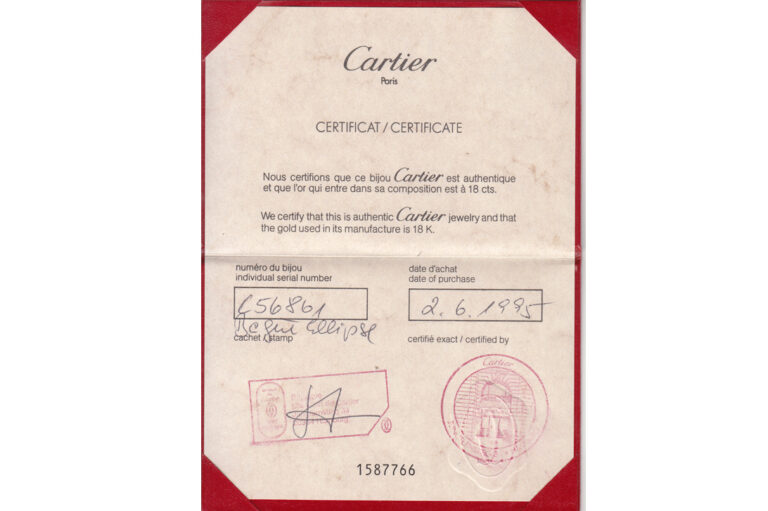 Cartier
Paris
CERTIFICAT / CERTIFICATE
Nous certifions que ce bijou Cartier est authentique
et que l'or qui entre dans sa composition est à 18 cts.
We certify that this is authentic Cartier jewelry and that
the gold used in its manufacture is 18 K.
numéro du bijou
individual serial number
date d'achat
date of purchase
C56861
2.6.1995
Ellipse
cachet / stamp
certifié exact / certified by
Cartier
1587766